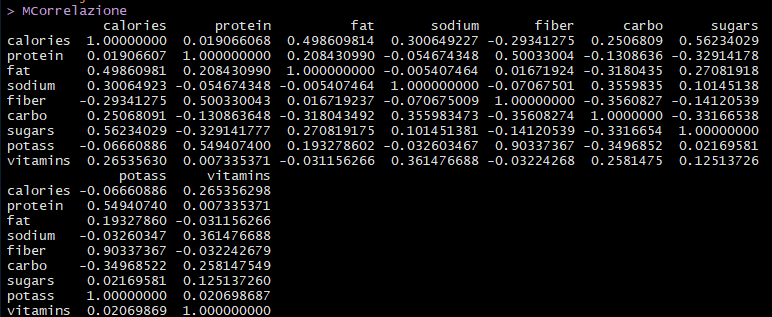 > MCorrelazione
calories protein fat sodium fiber carbo sugars
calories 1.00000000 0.019066068 0.498609814 0.300649227 -0.29341275 0.2506809 0.56234029
protein 0.01906607 1.000000000 0.208430990 -0.054674348 0.50033004 -0.1308636 -0.32914178
fat 0.49860981 0.208430990 1.000000000 -0.005407464 0.01671924 -0.3180435 0.27081918
sodium 0.30064923 -0.054674348 -0.005407464 1.000000000 -0.07067501 0.3559835 0.10145138
fiber -0.29341275 0.500330043 0.016719237 -0.070675009 1.00000000 -0.3560827 -0.14120539
carbo 0.25068091 -0.130863648 -0.318043492 0.355983473 -0.35608274 1.0000000 -0.33166538
sugars 0.56234029 -0.329141777 0.270819175 0.101451381 -0.14120539 -0.3316654 1.00000000
potass -0.06660886 0.549407400 0.193278602 -0.032603467 0.90337367 -0.3496852 0.02169581
vitamins 0.26535630 0.007335371 -0.031156266 0.361476688 -0.03224268 0.2581475 0.12513726
potass vitamins
calories -0.06660886 0.265356298
protein 0.54940740 0.007335371
fat 0.19327860 -0.031156266
sodium -0.03260347 0.361476688
fiber 0.90337367 -0.032242679
carbo -0.34968522 0.258147549
sugars 0.02169581 0.125137260
potass 1.00000000 0.020698687
vitamins 0.02069869 1.000000000